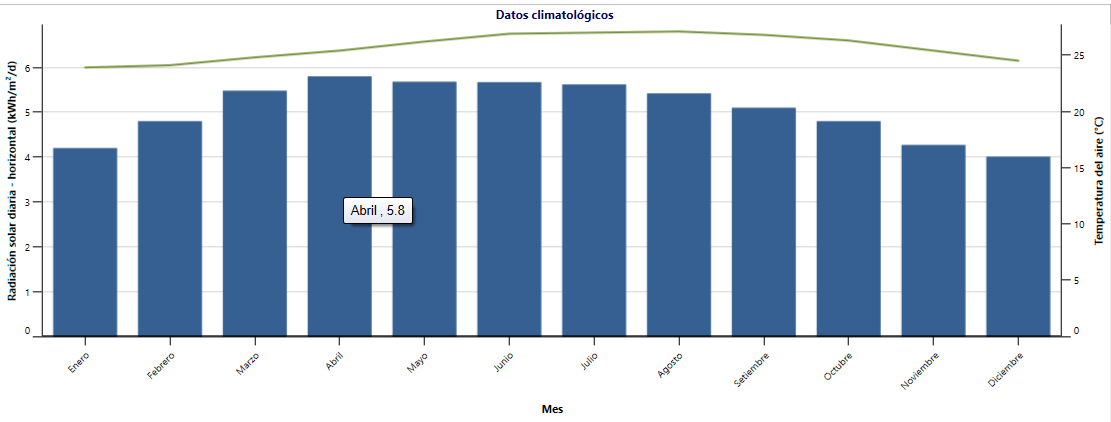 Datos climatológicos
Radiación solar diaria - horizontal (kWh/m²/d)
6
5
4
3
2
1
0
Abril , 5.8
25
20
15
10
5
0
Temperatura del aire (°C)
Enero
Febrero
Marzo
Abril
Mayo
Junio
Julio
Agosto
Setiembre
Octubre
Noviembre
Diciembre
Mes